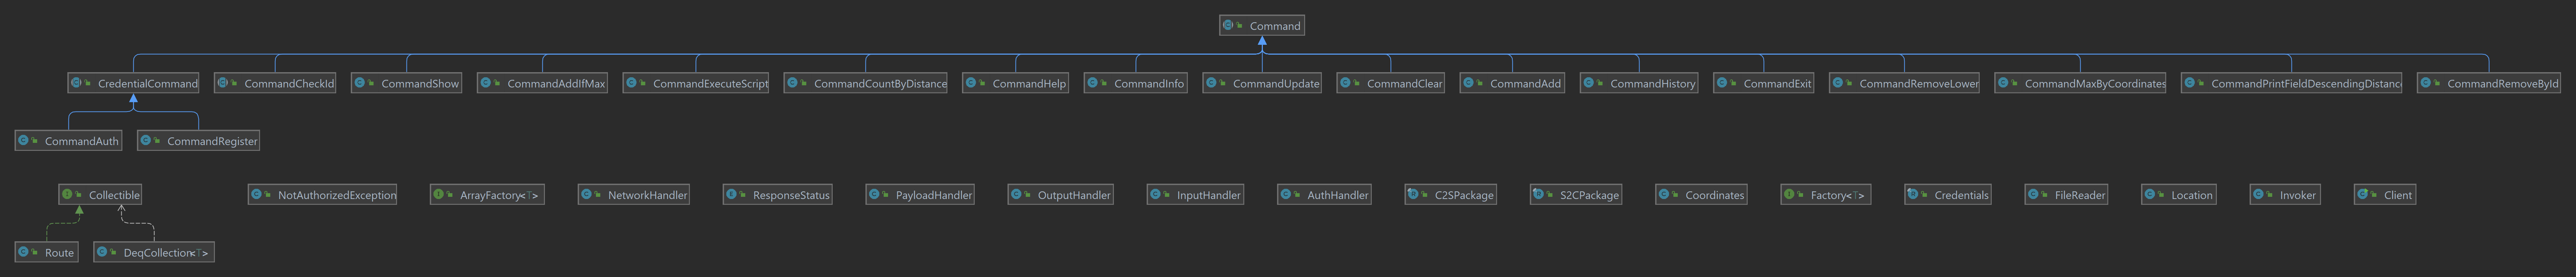 Command
CredentialCommand CommandCheckId CommandShow CommandAddIfMax CommandExecuteScript CommandCountByDistance CommandHelp CommandInfo CommandUpdate CommandClear CommandAdd CommandHistory CommandExit CommandRemoveLower CommandMaxByCoordinates CommandPrintFieldDescendingDistanc CommandRemoveById
CommandAuth CommandRegister
Collectible NotAuthorizedException ArrayFactory<T> NetworkHandler ResponseStatus PayloadHandler OutputHandler InputHandler AuthHandler C2SPackage S2CPackage Coordinates Factory<T> Credentials FileReader Location Invoker Client
Route DeqCollection<T>